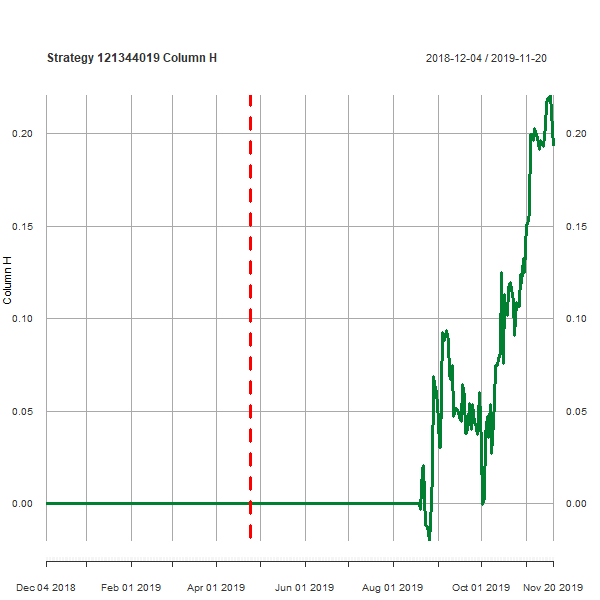 Strategy 121344019 Column H
2018-12-04 / 2019-11-20
0.20 0.20
0.15 0.15
0.10 0.10
0.05 0.05
0.00 0.00
Column H
Dec 04 2018 Feb 01 2019 Apr 01 2019 Jun 01 2019 Aug 01 2019 Oct 01 2019 Nov 20 2019